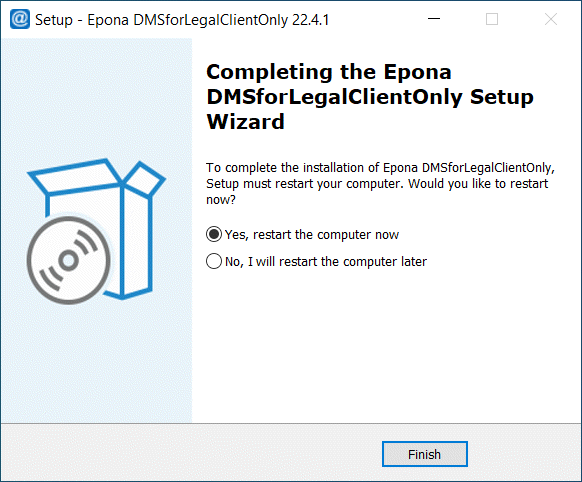 Setup - Epona DMSforLegalClientOnly 22.4.1
Completing the Epona
DMSforLegalClientOnly Setup
Wizard
To complete the installation of Epona DMSforLegalClientOnly,
Setup must restart your computer. Would you like to restart
now?
Yes, restart the computer now
No, I will restart the computer later
Finish